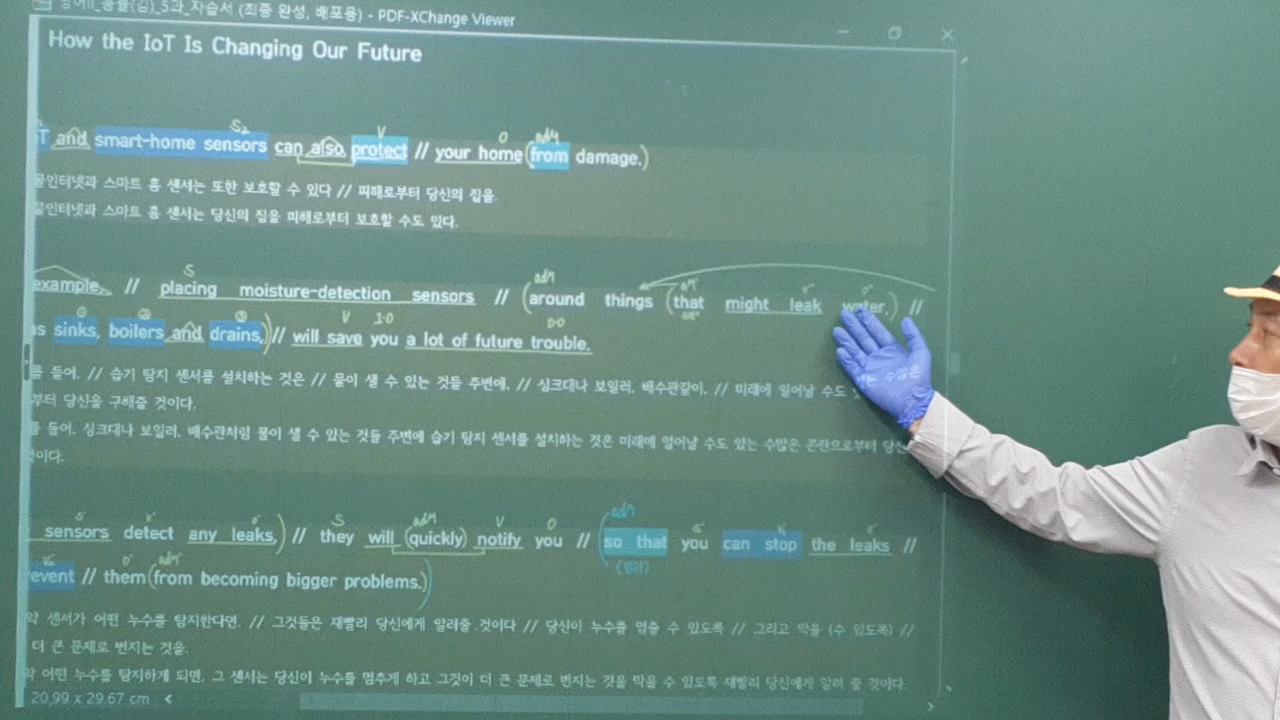 (김)_5과_자습서 (최종 완성, 배포용) - PDF-XChange Viewer
How the IoT Is Changing Our Future
S2 V O
T and smart-home sensors can also protect // your home (from damage.)
물인터넷과 스마트 홈 센서는 또한 보호할 수 있다 // 피해로부터 당신의 집을.
물인터넷과 스마트 홈 센서는 당신의 집을 피해로부터 보호할 수도 있다.
S
example, // placing moisture-detection sensors // (around things (that might leak water,) //
① ② ③ V I·O D·O
as sinks, boilers and drains,) // will save you a lot of future trouble.
를 들어, // 습기 탐지 센서를 설치하는 것은 // 물이 샐 수 있는 것들 주변에, // 싱크대나 보일러, 배수관같이, // 미래에 일어날 수도 있는 수많은
부터 당신을 구해줄 것이다.
를 들어, 싱크대나 보일러, 배수관처럼 물이 샐 수 있는 것들 주변에 습기 탐지 센서를 설치하는 것은 미래에 일어날 수도 있는 수많은 곤란으로부터 당신
것이다.
S V O S V O
sensors detect any leaks,) // they will (quickly) notify you // (so that you can stop the leaks //
event // them (from becoming bigger problems.)
약 센서가 어떤 누수를 탐지한다면, // 그것들은 재빨리 당신에게 알려줄 것이다 // 당신이 누수를 멈출 수 있도록 // 그리고 막을 (수 있도록) //
더 큰 문제로 번지는 것을.
약 어떤 누수를 탐지하게 되면, 그 센서는 당신이 누수를 멈추게 하고 그것이 더 큰 문제로 번지는 것을 막을 수 있도록 재빨리 당신에게 알려 줄 것이다.
20.99 x 29.67 cm